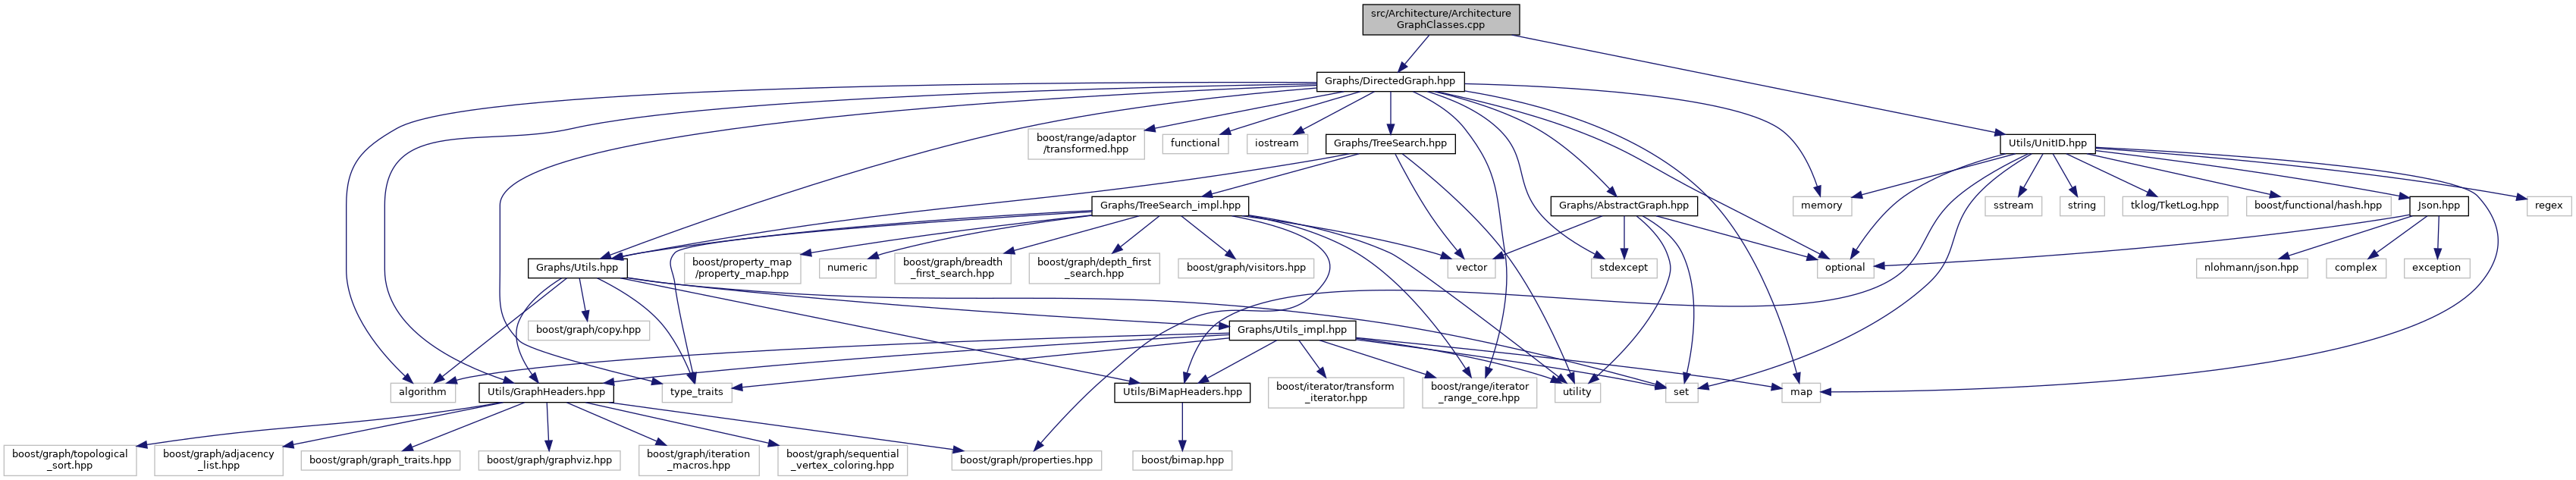 src/Architecture/Architecture
GraphClasses.cpp
Graphs/DirectedGraph.hpp
boost/range/adaptor
/transformed.hpp
functional
iostream
Graphs/TreeSearch.hpp
Utils/UnitID.hpp
Graphs/TreeSearch_impl.hpp
Graphs/AbstractGraph.hpp
memory
sstream
string
tklog/TketLog.hpp
boost/functional/hash.hpp
Json.hpp
regex
Graphs/Utils.hpp
boost/property_map
/property_map.hpp
numeric
boost/graph/breadth
_first_search.hpp
boost/graph/depth_first
_search.hpp
boost/graph/visitors.hpp
vector
stdexcept
optional
nlohmann/json.hpp
complex
exception
boost/graph/copy.hpp
Graphs/Utils_impl.hpp
algorithm
Utils/GraphHeaders.hpp
type_traits
Utils/BiMapHeaders.hpp
boost/iterator/transform
_iterator.hpp
boost/range/iterator
_range_core.hpp
utility
set
map
boost/graph/topological
_sort.hpp
boost/graph/adjacency
_list.hpp
boost/graph/graph_traits.hpp
boost/graph/graphviz.hpp
boost/graph/iteration
_macros.hpp
boost/graph/sequential
_vertex_coloring.hpp
boost/graph/properties.hpp
boost/bimap.hpp